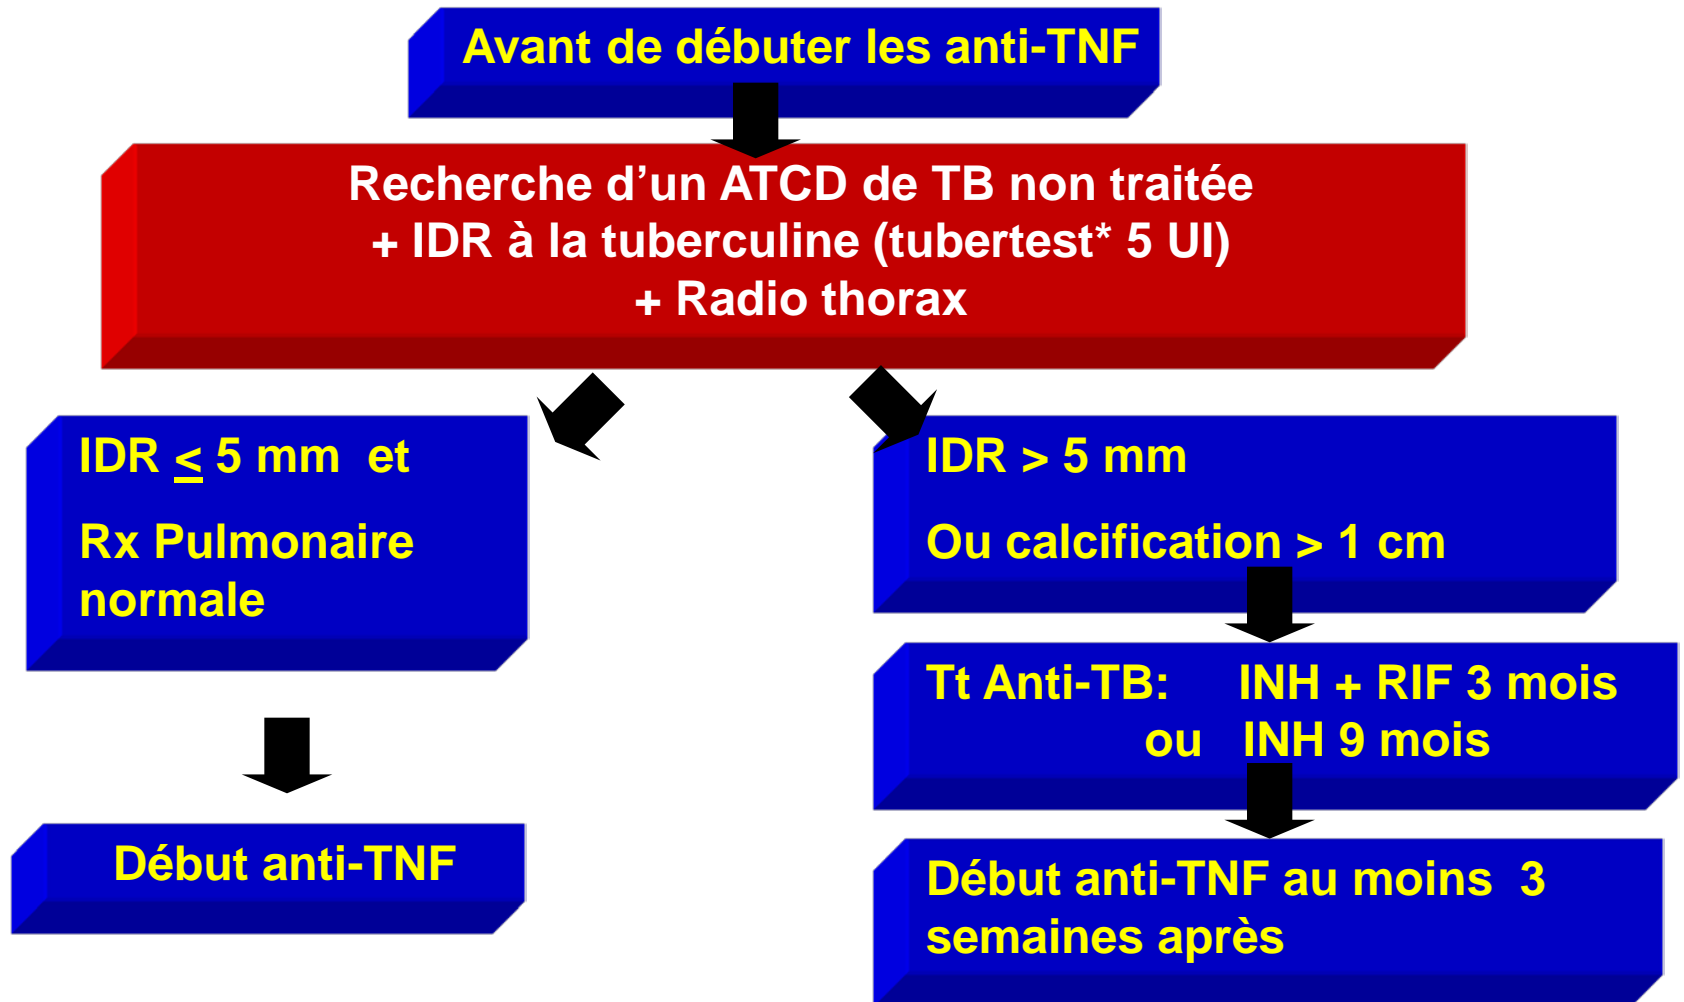 Avant de débuter les anti-TNF
Recherche d’un ATCD de TB non traitée
+ IDR à la tuberculine (tubertest* 5 UI)
+ Radio thorax
IDR ≤ 5 mm et
Rx Pulmonaire
normale
Début anti-TNF
IDR > 5 mm
Ou calcification > 1 cm
Tt Anti-TB: INH + RIF 3 mois
ou INH 9 mois
Début anti-TNF au moins 3
semaines après